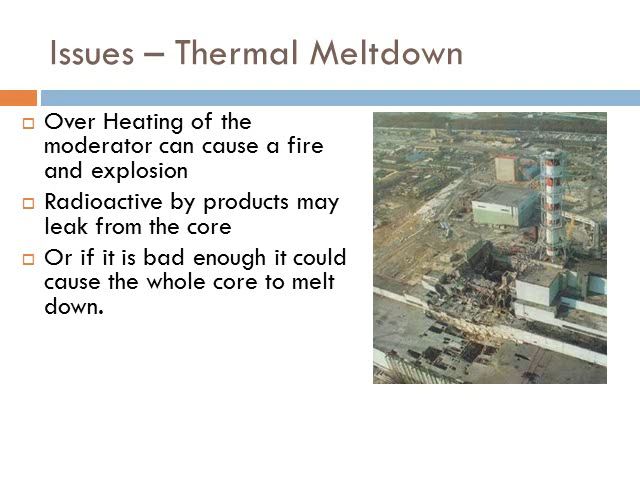 Issues – Thermal Meltdown
Over Heating of the
moderator can cause a fire
and explosion
Radioactive by products may
leak from the core
Or if it is bad enough it could
cause the whole core to melt
down.